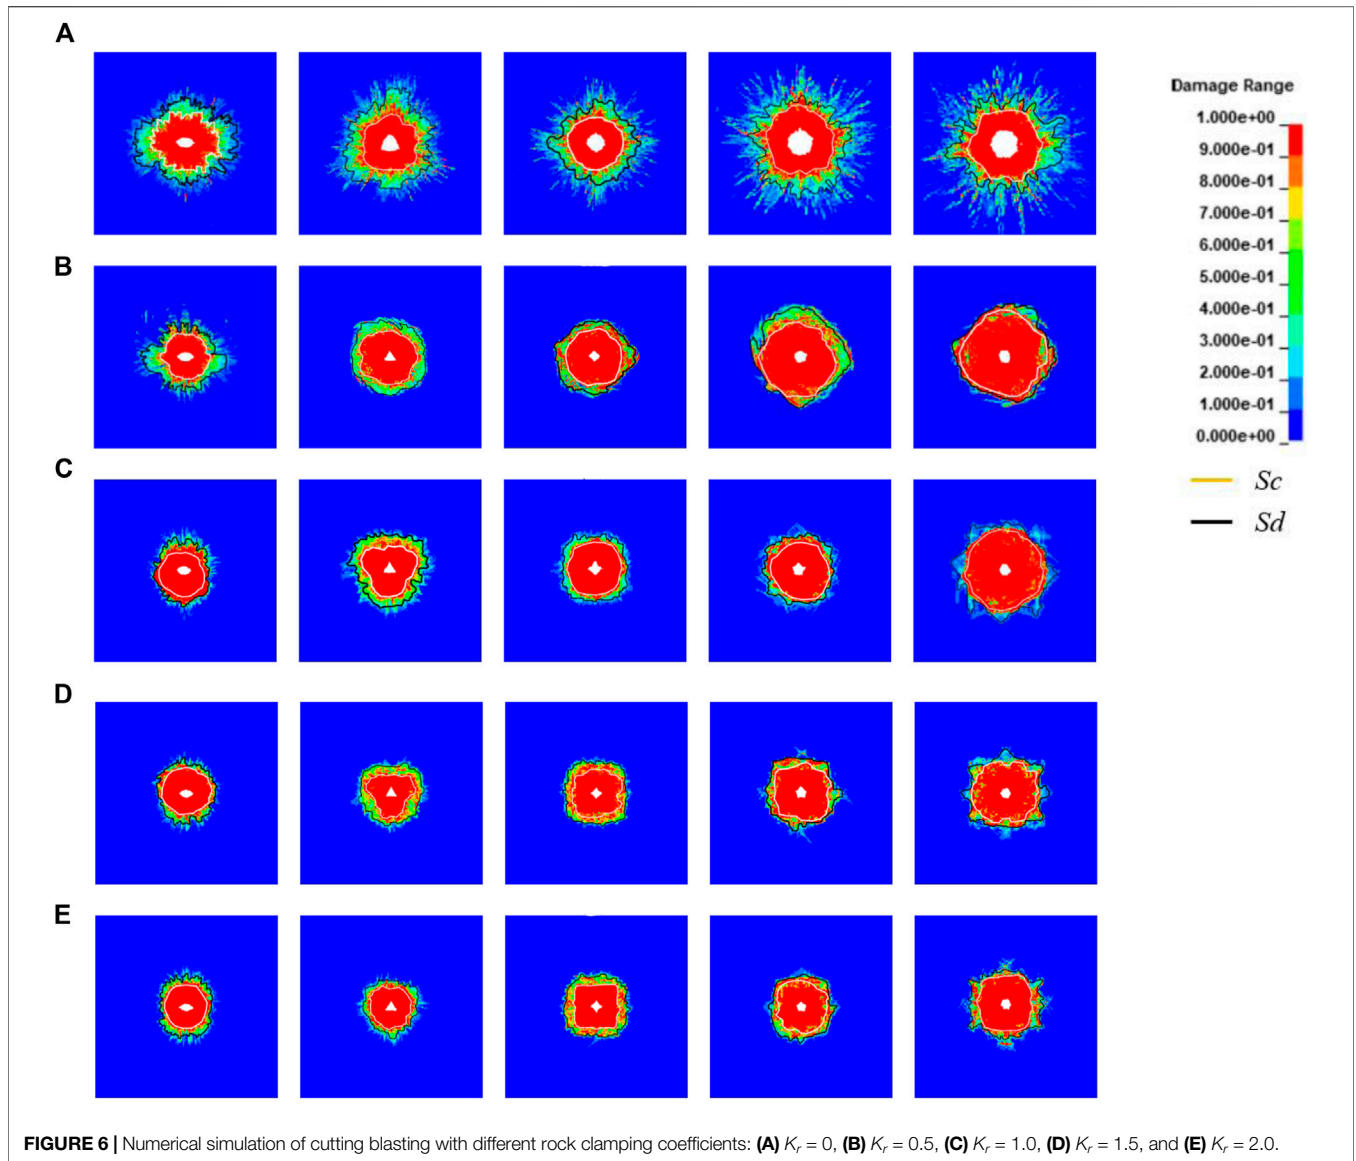 A
Damage Range
1.000e+00
9.000e-01
8.000e-01
7.000e-01
6.000e-01
5.000e-01
4.000e-01
3.000e-01
2.000e-01
1.000e-01
0.000e+00
Sc
Sd
B
C
D
E
FIGURE 6 | Numerical simulation of cutting blasting with different rock clamping coefficients: (A) Kr = 0, (B) Kr = 0.5, (C) Kr = 1.0, (D) Kr = 1.5, and (E) Kr = 2.0.